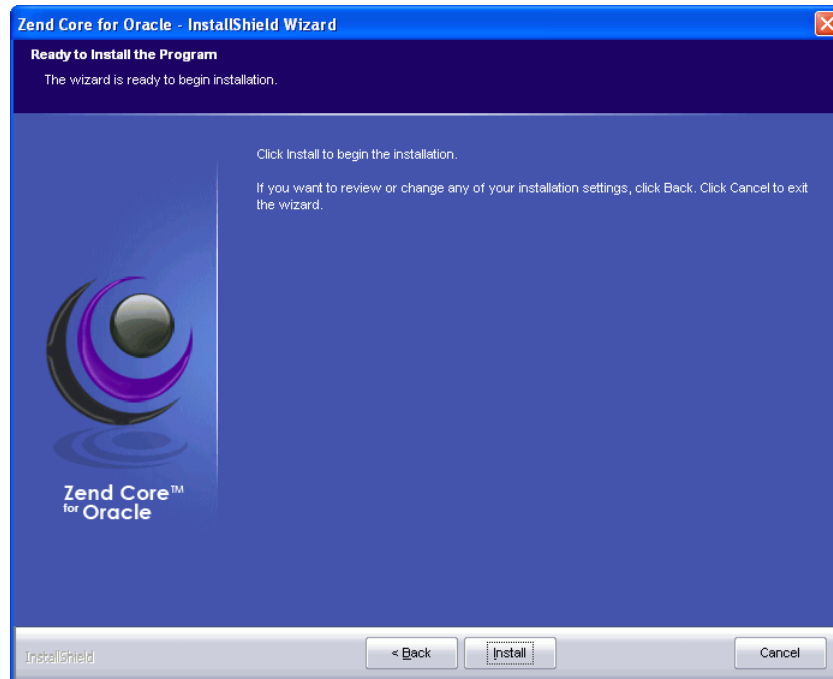 Zend Core for Oracle - InstallShield Wizard
Ready to Install the Program
The wizard is ready to begin installation.
Click Install to begin the installation.
If you want to review or change any of your installation settings, click Back. Click Cancel to exit
the wizard.
Zend Core™
for Oracle
InstallShield
< Back
Install
Cancel